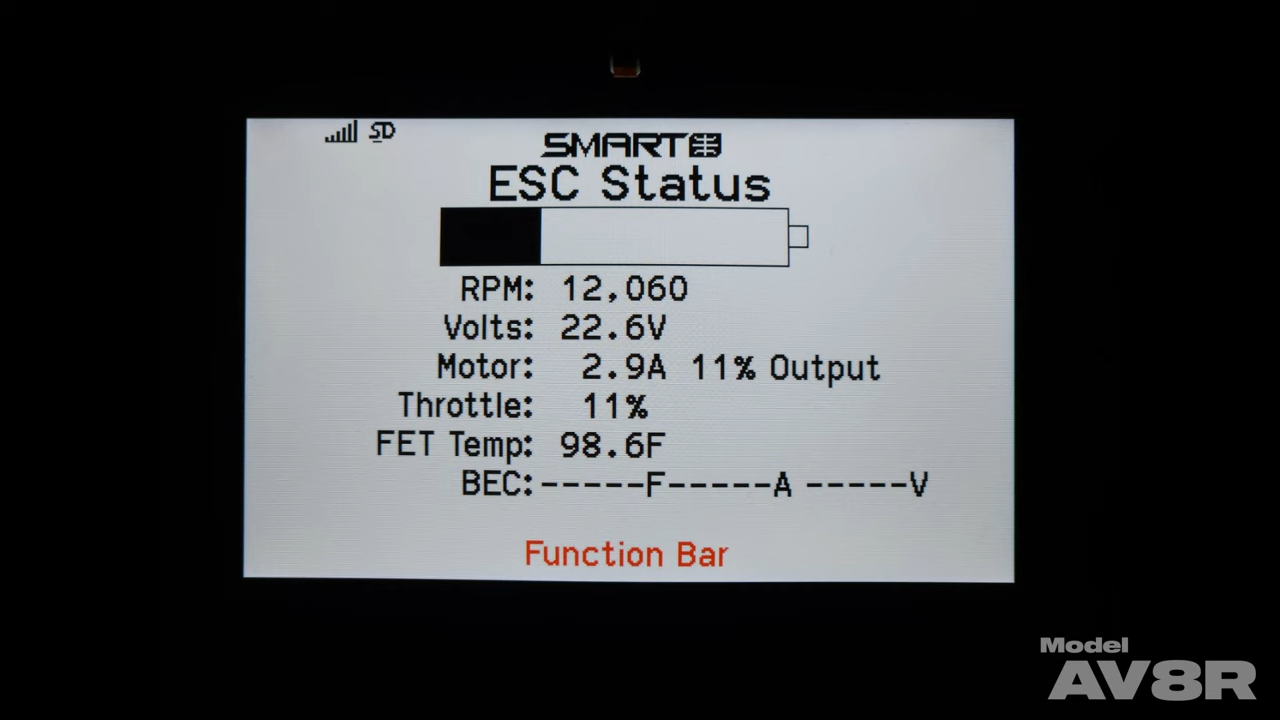 SD
SMART
ESC Status
RPM: 12,060
Volts: 22.6V
Motor: 2.9A 11% Output
Throttle: 11%
FET Temp: 98.6F
BEC: -----F-----A -----V
Function Bar
Model
AV8R